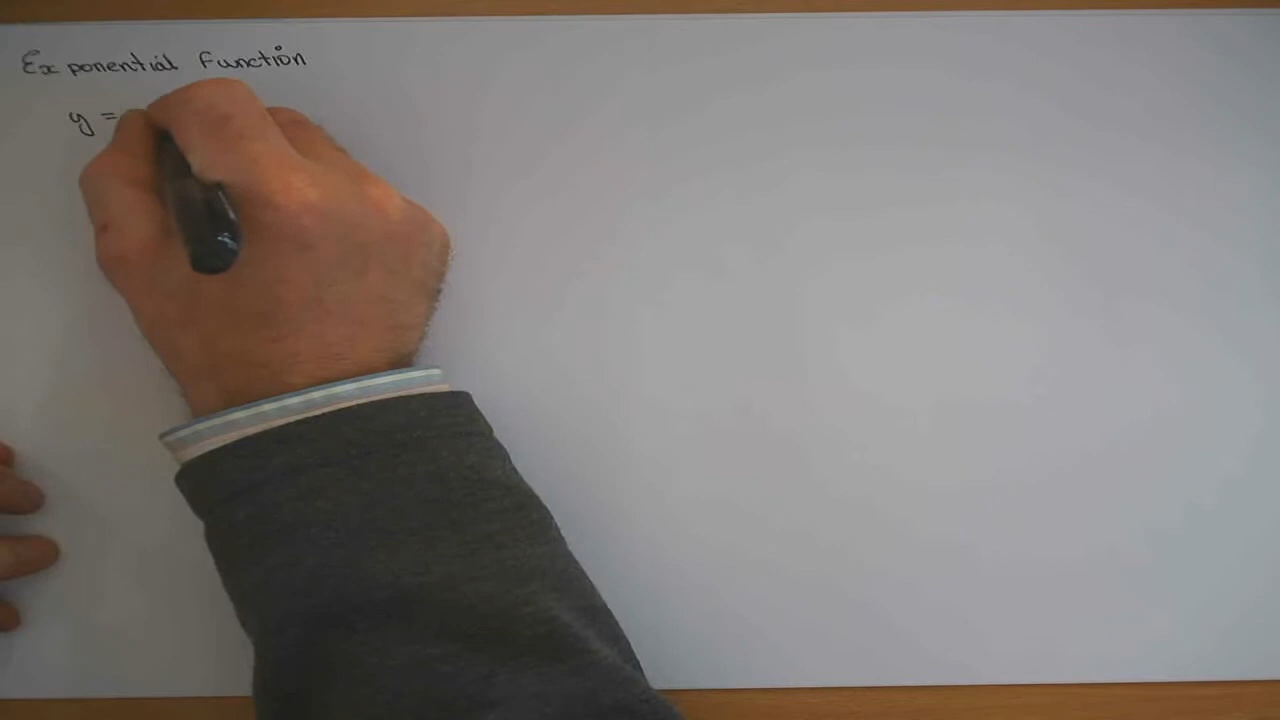 Exponential Function
y =